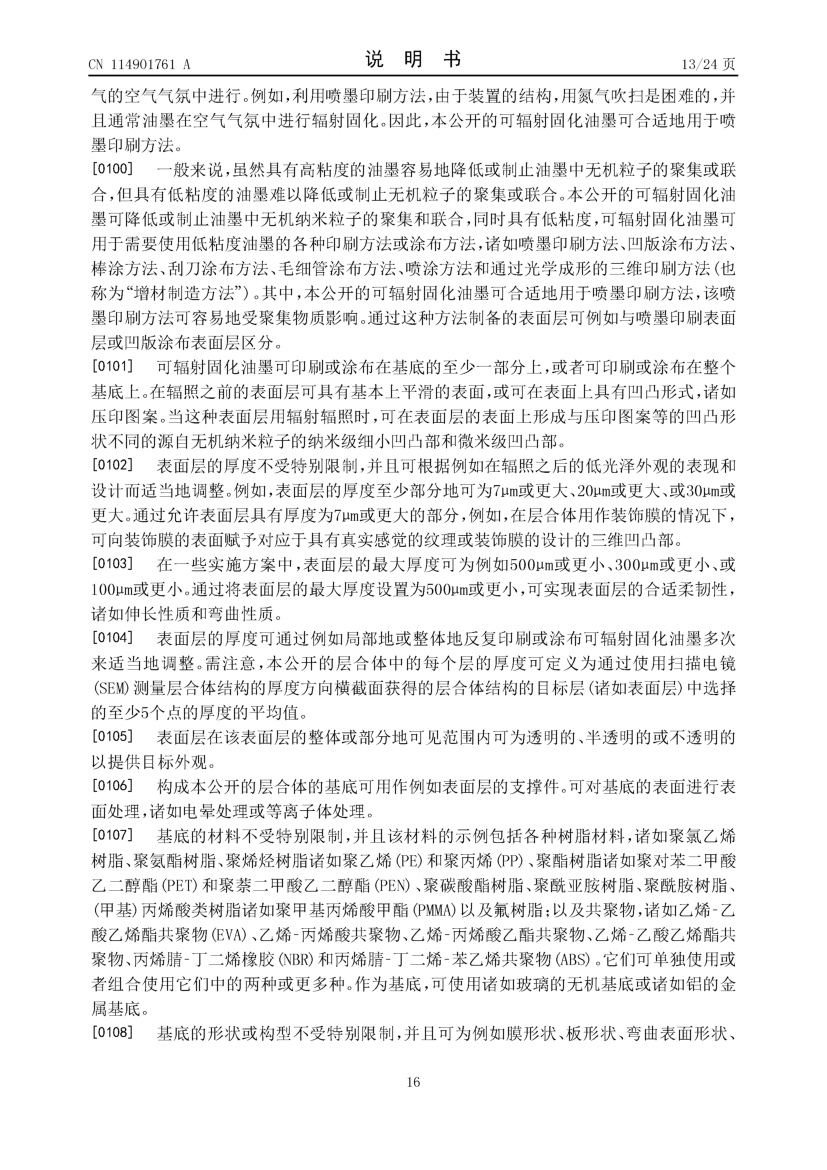 CN 114901761 A
说 明 书
13/24 页
气的空气气氛中进行。例如,利用喷墨印刷方法,由于装置的结构,用氮气吹扫是困难的,并
且通常油墨在空气气氛中进行辐射固化。因此,本公开的可辐射固化油墨可合适地用于喷
墨印刷方法。
[0100] 一般来说,虽然具有高粘度的油墨容易地降低或制止油墨中无机粒子的聚集或联
合,但具有低粘度的油墨难以降低或制止无机粒子的聚集或联合。本公开的可辐射固化油
墨可降低或制止油墨中无机纳米粒子的聚集和联合,同时具有低粘度,可辐射固化油墨可
用于需要使用低粘度油墨的各种印刷方法或涂布方法,诸如喷墨印刷方法、凹版涂布方法、
棒涂方法、刮刀涂布方法、毛细管涂布方法、喷涂方法和通过光学成形的三维印刷方法(也
称为“增材制造方法”)。其中,本公开的可辐射固化油墨可合适地用于喷墨印刷方法,该喷
墨印刷方法可容易地受聚集物质影响。通过这种方法制备的表面层可例如与喷墨印刷表面
层或凹版涂布表面层区分。
[0101] 可辐射固化油墨可印刷或涂布在基底的至少一部分上,或者可印刷或涂布在整个
基底上。在辐照之前的表面层可具有基本上平滑的表面,或可在表面上具有凹凸形式,诸如
压印图案。当这种表面层用辐射辐照时,可在表面层的表面上形成与压印图案等的凹凸形
状不同的源自无机纳米粒子的纳米级细小凹凸部和微米级凹凸部。
[0102] 表面层的厚度不受特别限制,并且可根据例如在辐照之后的低光泽外观的表现和
设计而适当地调整。例如,表面层的厚度至少部分地可为7μm或更大、20μm或更大、或30μm或
更大。通过允许表面层具有厚度为7μm或更大的部分,例如,在层合体用作装饰膜的情况下,
可向装饰膜的表面赋予对应于具有真实感觉的纹理或装饰膜的设计的三维凹凸部。
[0103] 在一些实施方案中,表面层的最大厚度可为例如500μm或更小、300μm或更小、或
100μm或更小。通过将表面层的最大厚度设置为500μm或更小,可实现表面层的合适柔韧性,
诸如伸长性质和弯曲性质。
[0104] 表面层的厚度可通过例如局部地或整体地反复印刷或涂布可辐射固化油墨多次
来适当地调整。需注意,本公开的层合体中的每个层的厚度可定义为通过使用扫描电镜
(SEM)测量层合体结构的厚度方向横截面获得的层合体结构的目标层(诸如表面层)中选择
的至少5个点的厚度的平均值。
[0105] 表面层在该表面层的整体或部分地可见范围内可为透明的、半透明的或不透明的
以提供目标外观。
[0106] 构成本公开的层合体的基底可用作例如表面层的支撑件。可对基底的表面进行表
面处理,诸如电晕处理或等离子体处理。
[0107] 基底的材料不受特别限制,并且该材料的示例包括各种树脂材料,诸如聚氯乙烯
树脂、聚氨酯树脂、聚烯烃树脂诸如聚乙烯(PE)和聚丙烯(PP)、聚酯树脂诸如聚对苯二甲酸
乙二醇酯(PET)和聚萘二甲酸乙二醇酯(PEN)、聚碳酸酯树脂、聚酰亚胺树脂、聚酰胺树脂、
(甲基)丙烯酸类树脂诸如聚甲基丙烯酸甲酯(PMMA)以及氟树脂;以及共聚物,诸如乙烯-乙
酸乙烯酯共聚物(EVA)、乙烯-丙烯酸共聚物、乙烯-丙烯酸乙酯共聚物、乙烯-乙酸乙烯酯共
聚物、丙烯腈-丁二烯橡胶(NBR)和丙烯腈-丁二烯-苯乙烯共聚物(ABS)。它们可单独使用或
者组合使用它们中的两种或更多种。作为基底,可使用诸如玻璃的无机基底或诸如铝的金
属基底。
[0108] 基底的形状或构型不受特别限制,并且可为例如膜形状、板形状、弯曲表面形状、
16